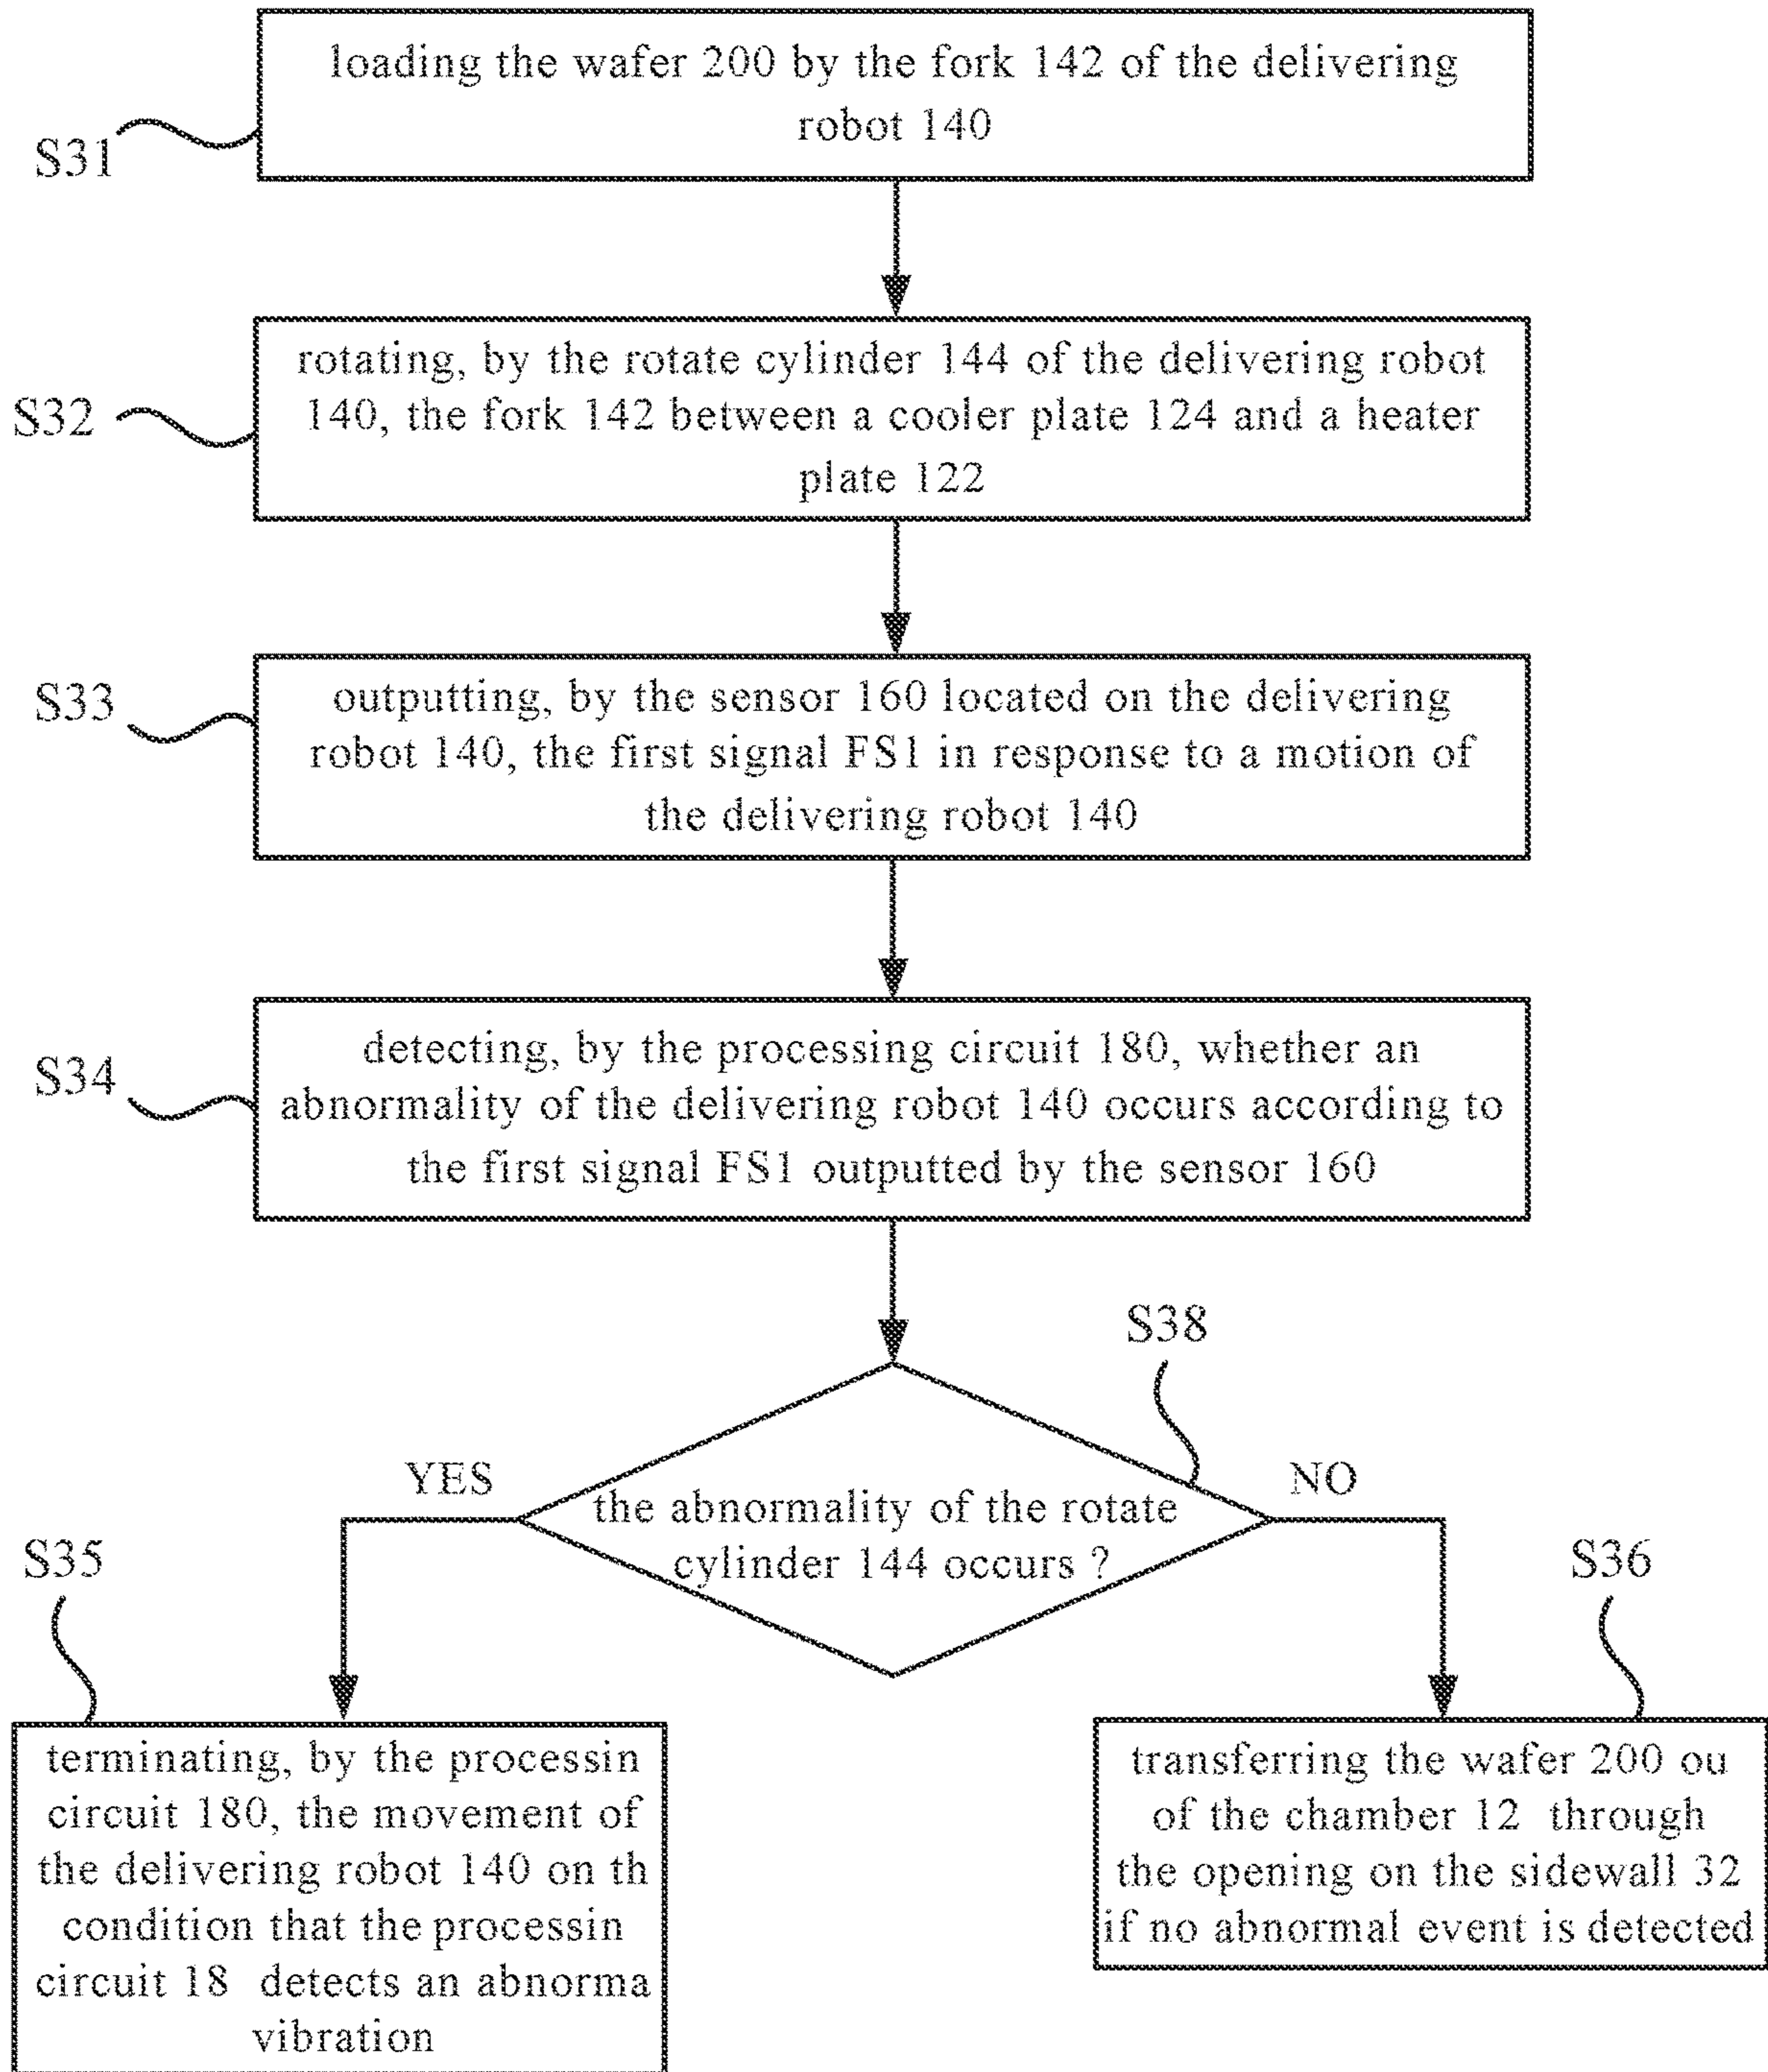 loading the wafer 200 by the fork 142 of the delivering
robot 140
S31
rotating, by the rotate cylinder 144 of the delivering robot
140, the fork 142 between a cooler plate 124 and a heater
plate 122
S32
outputting, by the sensor 160 located on the delivering
robot 140, the first signal FS1 in response to a motion of
the delivering robot 140
S33
detecting, by the processing circuit 180, whether an
abnormality of the delivering robot 140 occurs according to
the first signal FS1 outputted by the sensor 160
S34
S38
YES
NO
the abnormality of the rotate
cylinder 144 occurs ?
S35
S36
terminating, by the processin
circuit 180, the movement of
the delivering robot 140 on th
condition that the processin
circuit 18 detects an abnorma
vibration
transferring the wafer 200 ou
of the chamber 12 through
the opening on the sidewall 32
if no abnormal event is detected